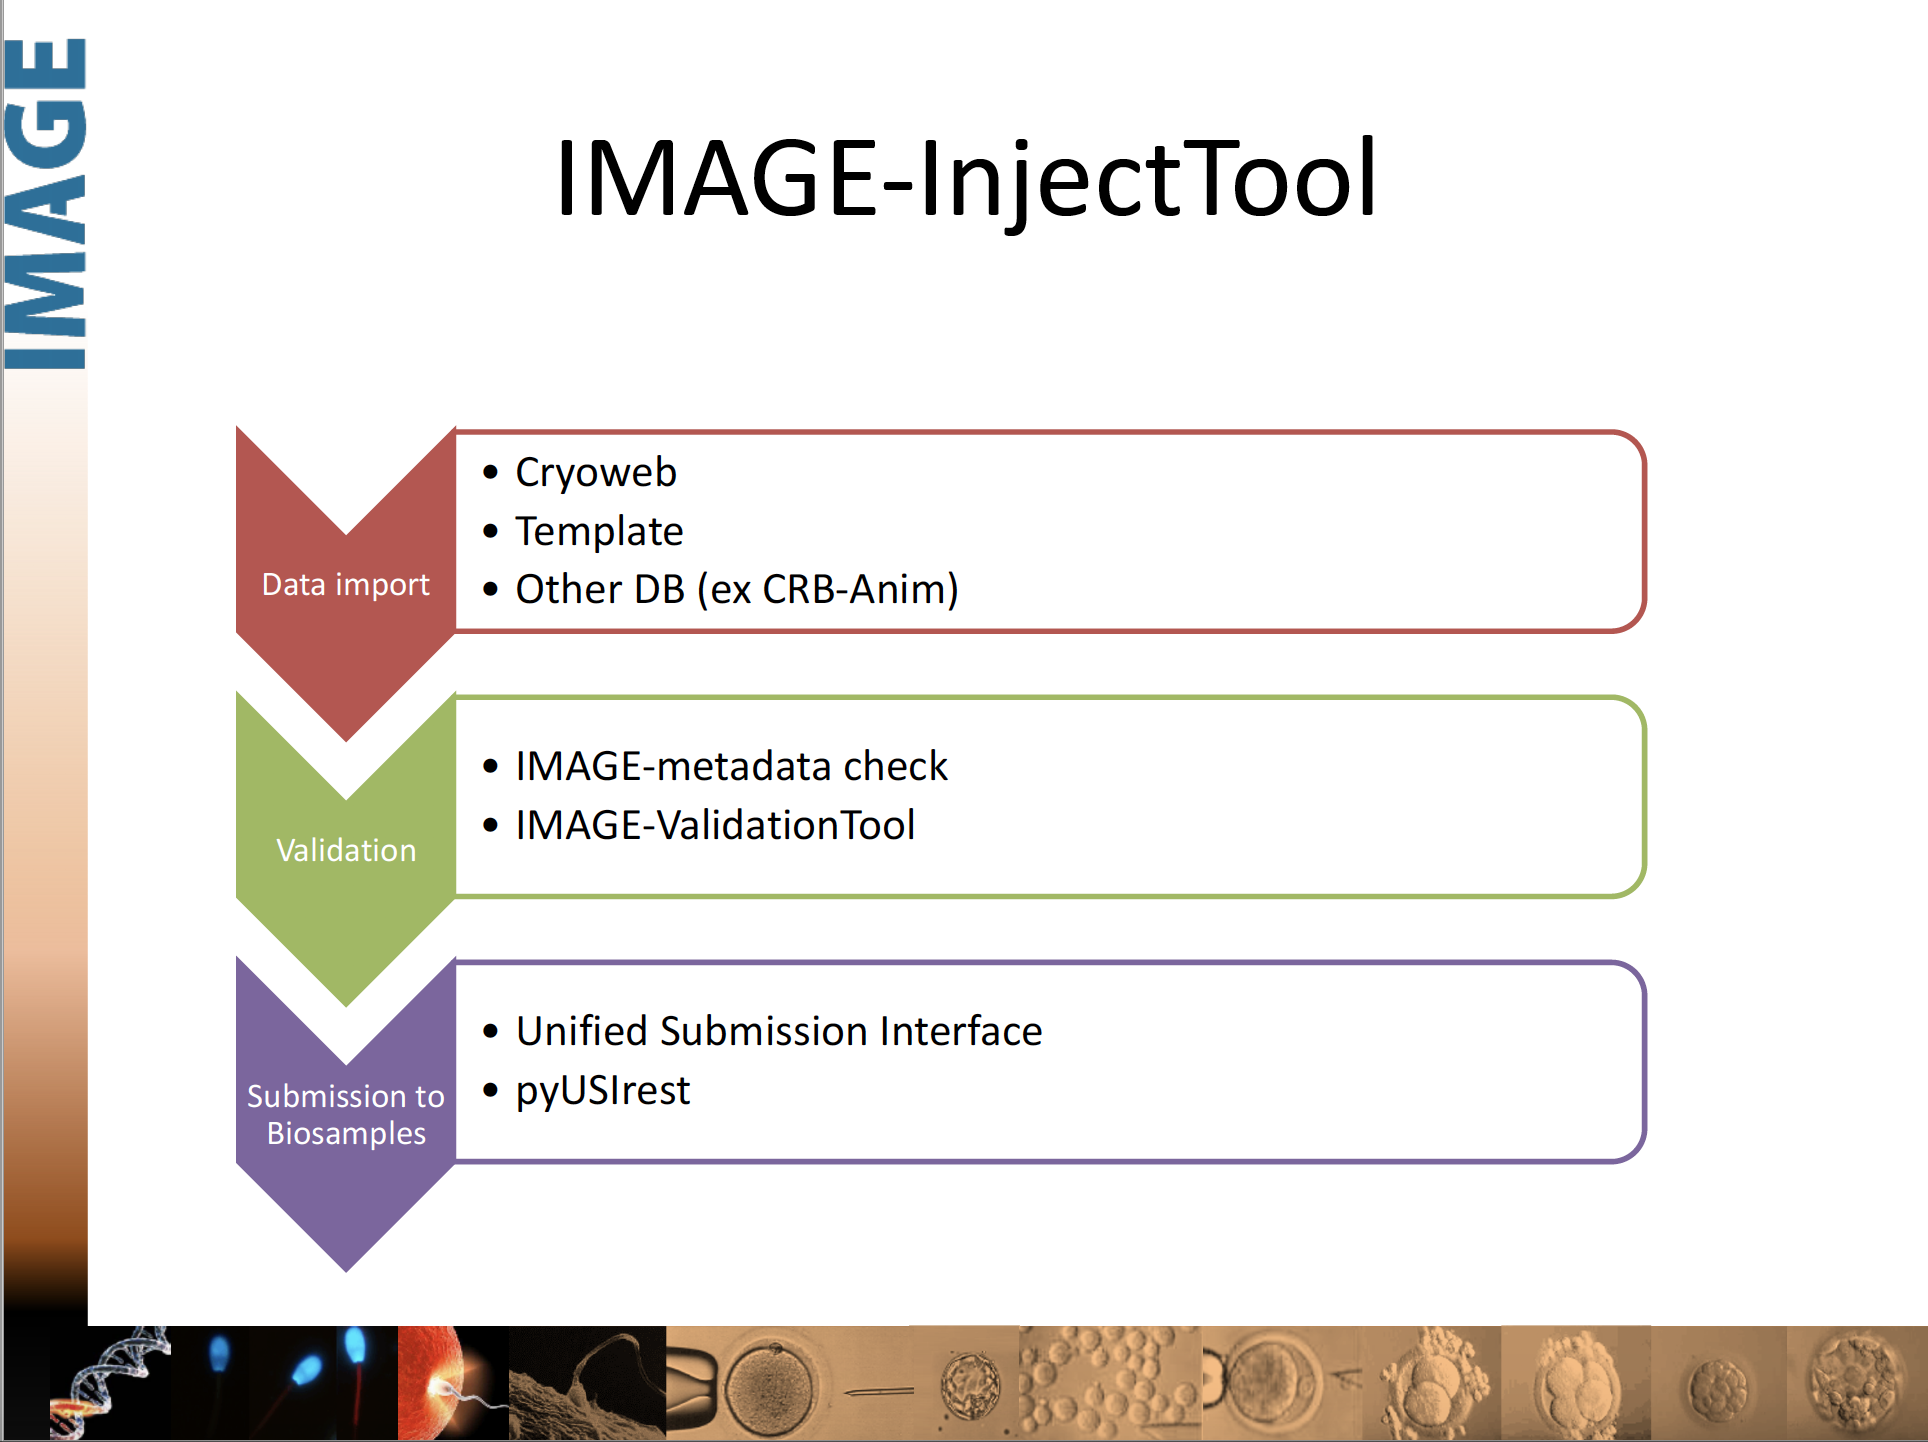 IMAGE
IMAGE-InjectTool
Data import
• Cryoweb
• Template
• Other DB (ex CRB-Anim)
Validation
• IMAGE-metadata check
• IMAGE-ValidationTool
Submission to
Biosamples
• Unified Submission Interface
• pyUSIrest